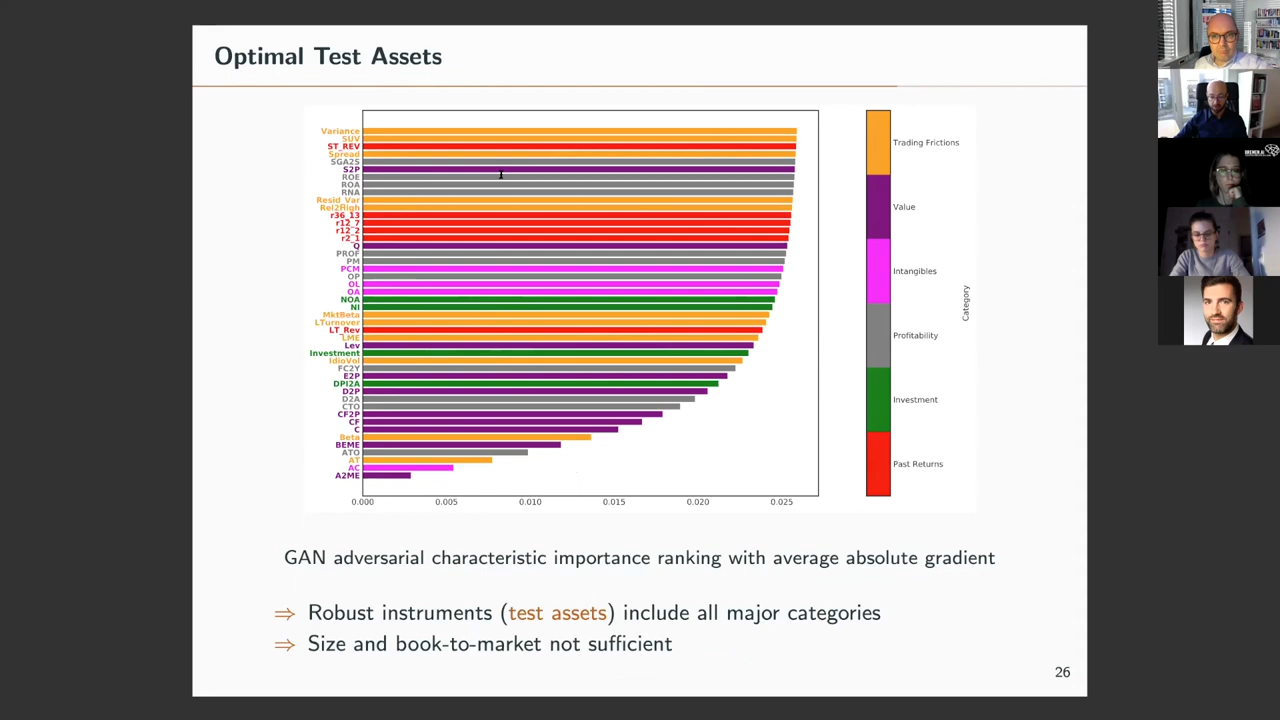 Optimal Test Assets
Variance
SUV
ST_REV
Spread
SGA2S
S2P
ROE
ROA
RNA
Resid_Var
Rel2High
r36_13
r12_7
r12_2
r2_1
Q
PROF
PM
PCM
OP
OL
OA
NOA
NI
MktBeta
LTurnover
LT_Rev
LME
Lev
Investment
IdioVol
FC2Y
E2P
DPI2A
D2P
D2A
CTO
CF2P
CF
C
Beta
BEME
ATO
AT
AC
A2ME
0.000 0.005 0.010 0.015 0.020 0.025
Trading Frictions
Value
Intangibles
Profitability
Investment
Past Returns
Category
GAN adversarial characteristic importance ranking with average absolute gradient
⇒ Robust instruments (test assets) include all major categories
⇒ Size and book-to-market not sufficient
26
BREMEN.AI